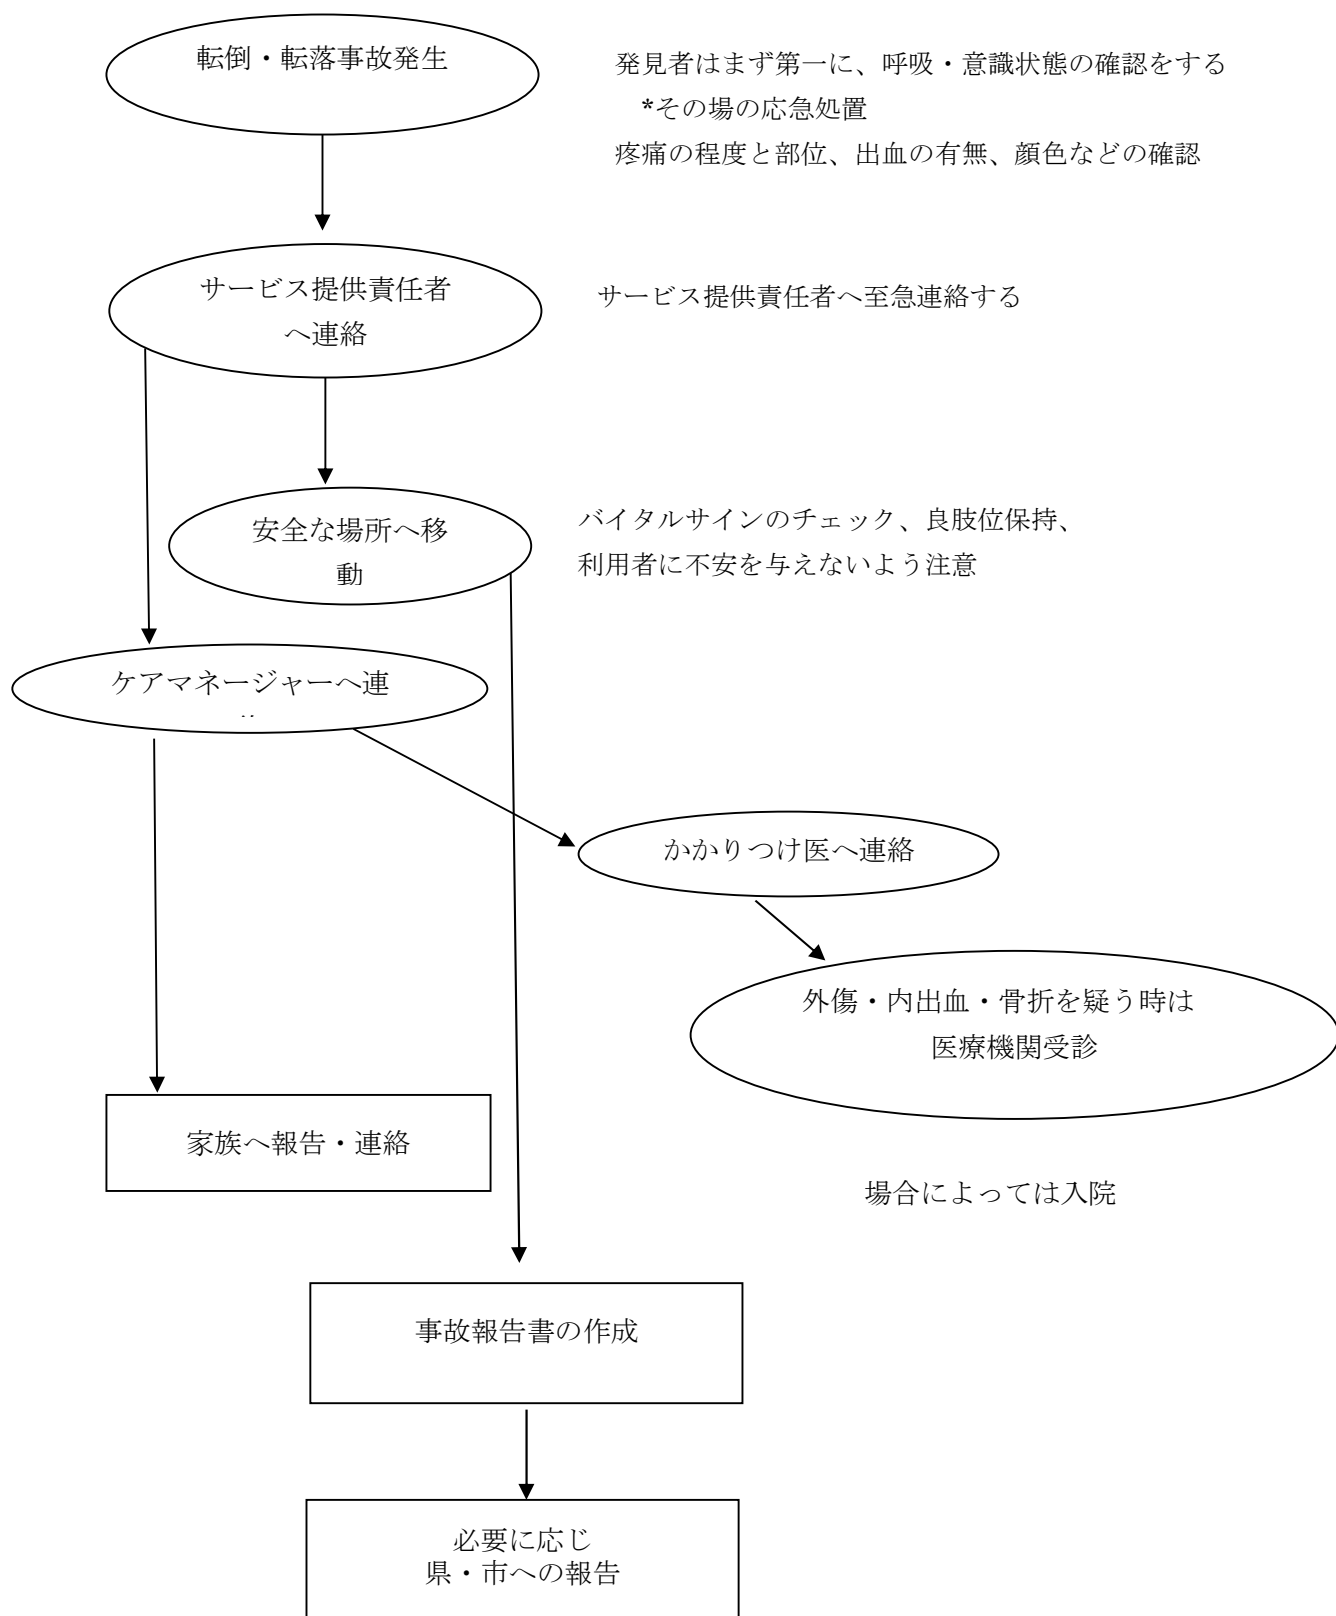 転倒・転落事故発生
発見者はまず第一に、呼吸・意識状態の確認をする
*その場の応急処置
疼痛の程度と部位、出血の有無、顔色などの確認
サービス提供責任者
へ連絡
サービス提供責任者へ至急連絡する
安全な場所へ移
動
バイタルサインのチェック、良肢位保持、
利用者に不安を与えないよう注意
ケアマネージャーへ連
かかりつけ医へ連絡
外傷・内出血・骨折を疑う時は
医療機関受診
家族へ報告・連絡
場合によっては入院
事故報告書の作成
必要に応じ
県・市への報告